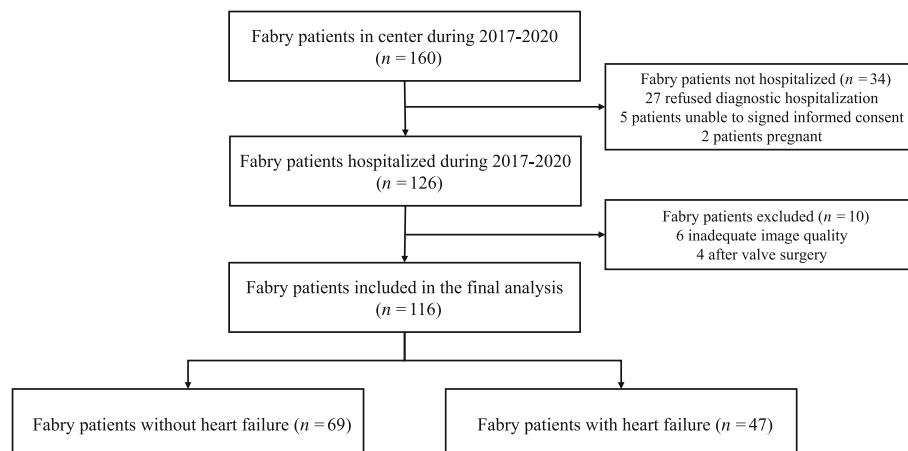 Fabry patients in center during 2017-2020
(n = 160)
Fabry patients not hospitalized (n = 34)
27 refused diagnostic hospitalization
5 patients unable to signed informed consent
2 patients pregnant
Fabry patients hospitalized during 2017-2020
(n = 126)
Fabry patients excluded (n = 10)
6 inadequate image quality
4 after valve surgery
Fabry patients included in the final analysis
(n = 116)
Fabry patients without heart failure (n = 69)
Fabry patients with heart failure (n = 47)